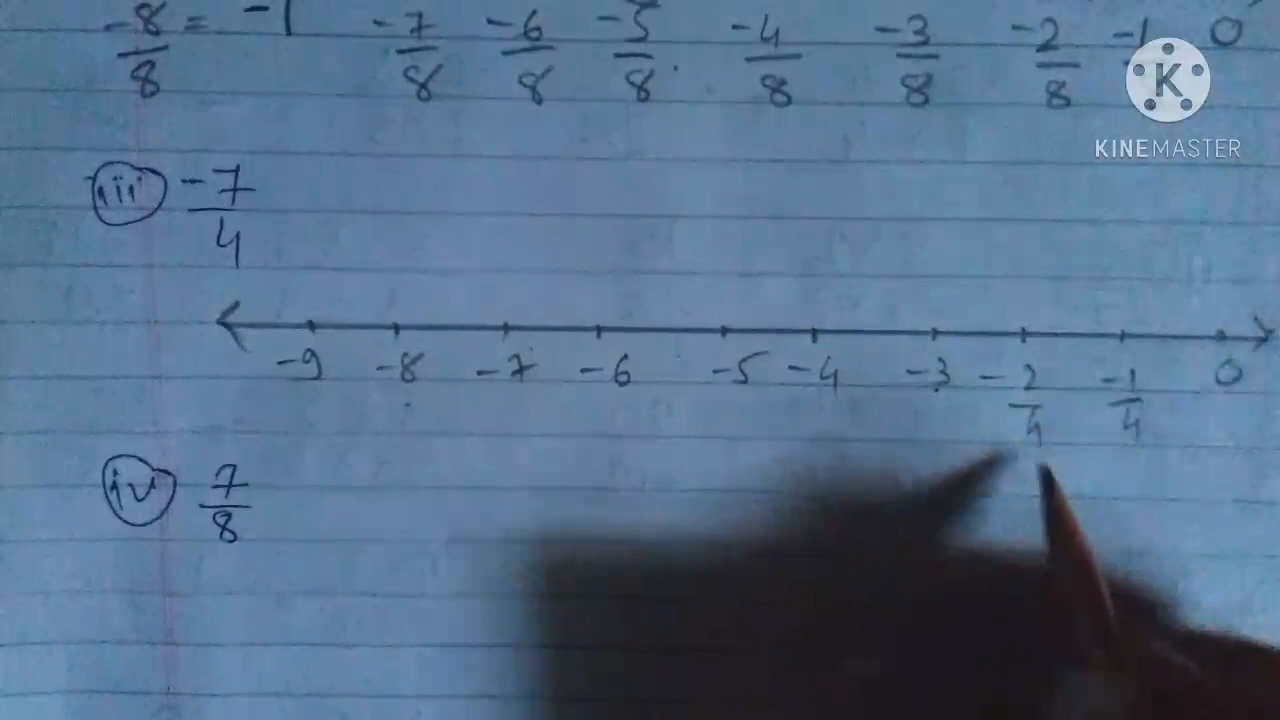 -8/8 = -1 -7/8 -6/8 -5/8 -4/8 -3/8 -2/8 -1 0
K
KINEMASTER
iii -7/4
-9 -8 -7 -6 -5 -4 -3 -2/4 -1/4 0
iv 7/8